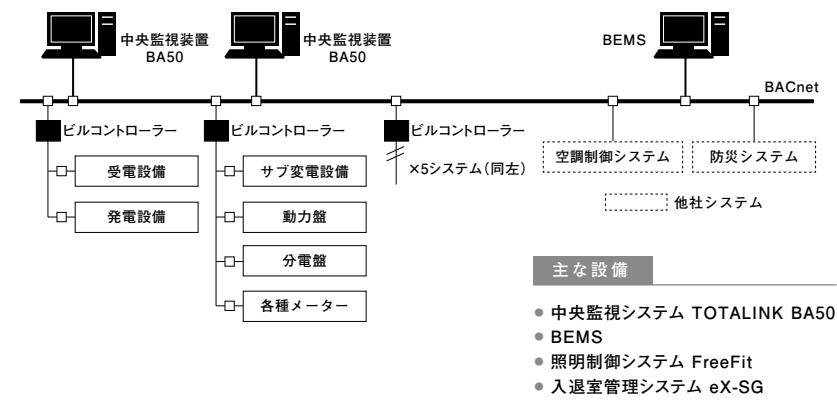 中央監視装置
BA50
中央監視装置
BA50
BEMS
BACnet
ビルコントローラー
ビルコントローラー
ビルコントローラー
受電設備
発電設備
サブ変電設備
動力盤
分電盤
各種メーター
×5システム(同左)
空調制御システム
防災システム
他社システム
主な設備
● 中央監視システム TOTALINK BA50
● BEMS
● 照明制御システム FreeFit
● 入退室管理システム eX-SG